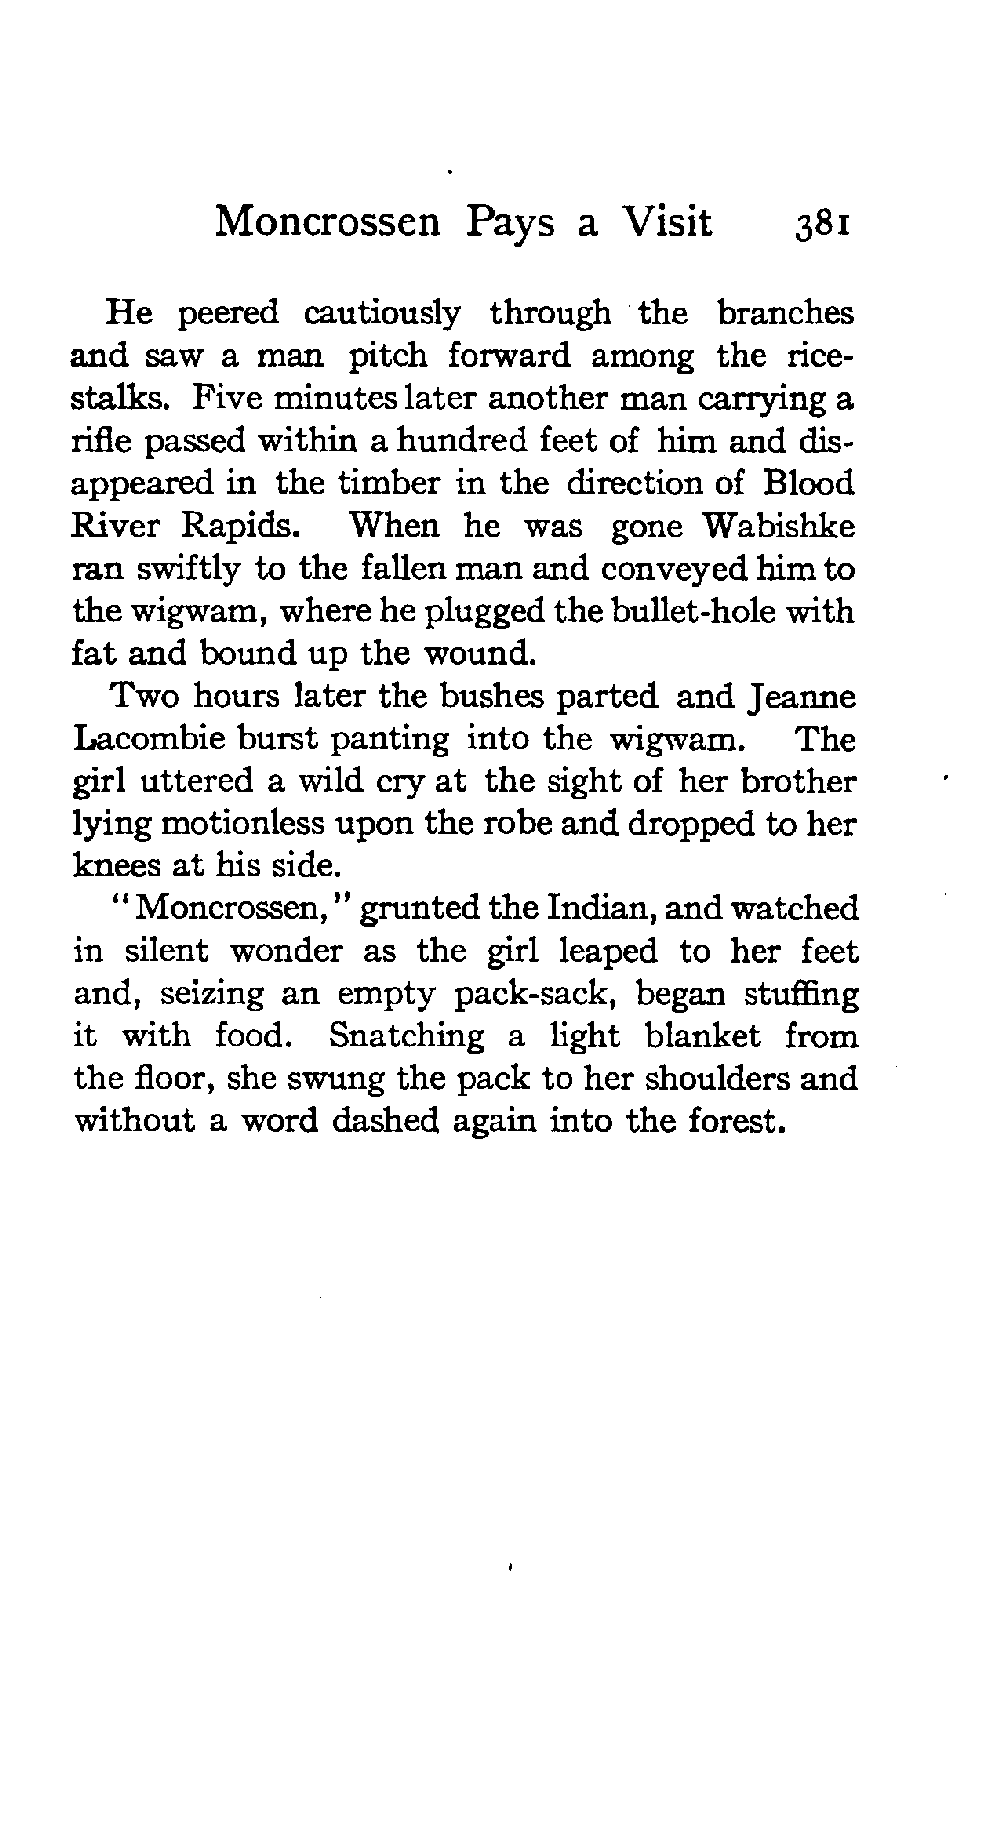 Moncrossen Pays a Visit 381
He peered cautiously through the branches
and saw a man pitch forward among the rice-
stalks. Five minutes later another man carrying a
rifle passed within a hundred feet of him and dis-
appeared in the timber in the direction of Blood
River Rapids. When he was gone Wabishke
ran swiftly to the fallen man and conveyed him to
the wigwam, where he plugged the bullet-hole with
fat and bound up the wound.
Two hours later the bushes parted and Jeanne
Lacombie burst panting into the wigwam. The
girl uttered a wild cry at the sight of her brother
lying motionless upon the robe and dropped to her
knees at his side.
"Moncrossen," grunted the Indian, and watched
in silent wonder as the girl leaped to her feet
and, seizing an empty pack-sack, began stuffing
it with food. Snatching a light blanket from
the floor, she swung the pack to her shoulders and
without a word dashed again into the forest.